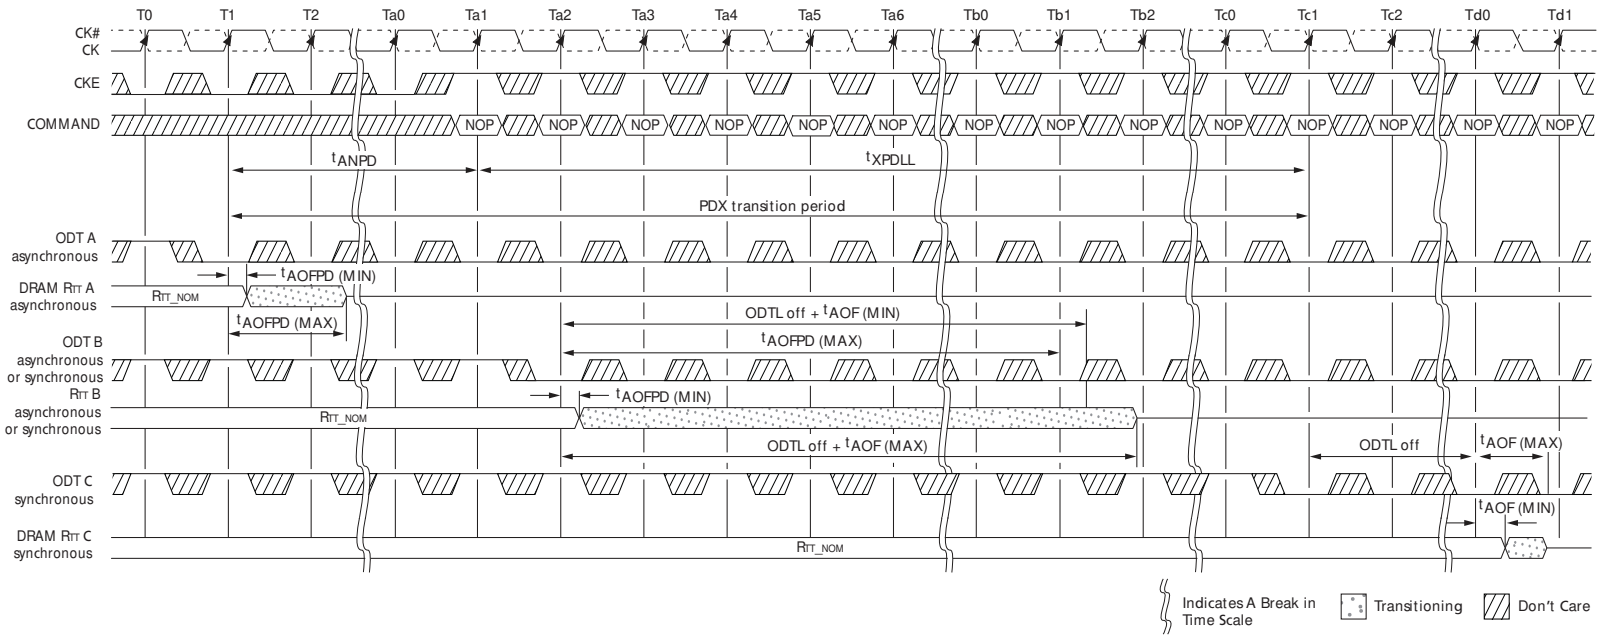 T0 T1 T2 Ta0 Ta1 Ta2 Ta3 Ta4 Ta5 Ta6 Tb0 Tb1 Tb2 Tc0 Tc1 Tc2 Td0 Td1
CK#
CK
CKE
COMMAND NOP NOP NOP NOP NOP NOP NOP NOP NOP NOP NOP NOP NOP NOP
tANPD tXPDLL
PDX transition period
ODT A
asynchronous
tAOFPD (MIN)
DRAM RTT A
asynchronous
RTT_NOM
tAOFPD (MAX)
ODTL off + tAOF (MIN)
tAOFPD (MAX)
ODT B
asynchronous
or synchronous
tAOFPD (MIN)
RTT B
asynchronous
or synchronous
RTT_NOM
ODTL off + tAOF (MAX)
ODTL off tAOF (MAX)
ODT C
synchronous
tAOF (MIN)
DRAM RTT C
synchronous
RTT_NOM
Indicates A Break in
Time Scale
Transitioning
Don't Care